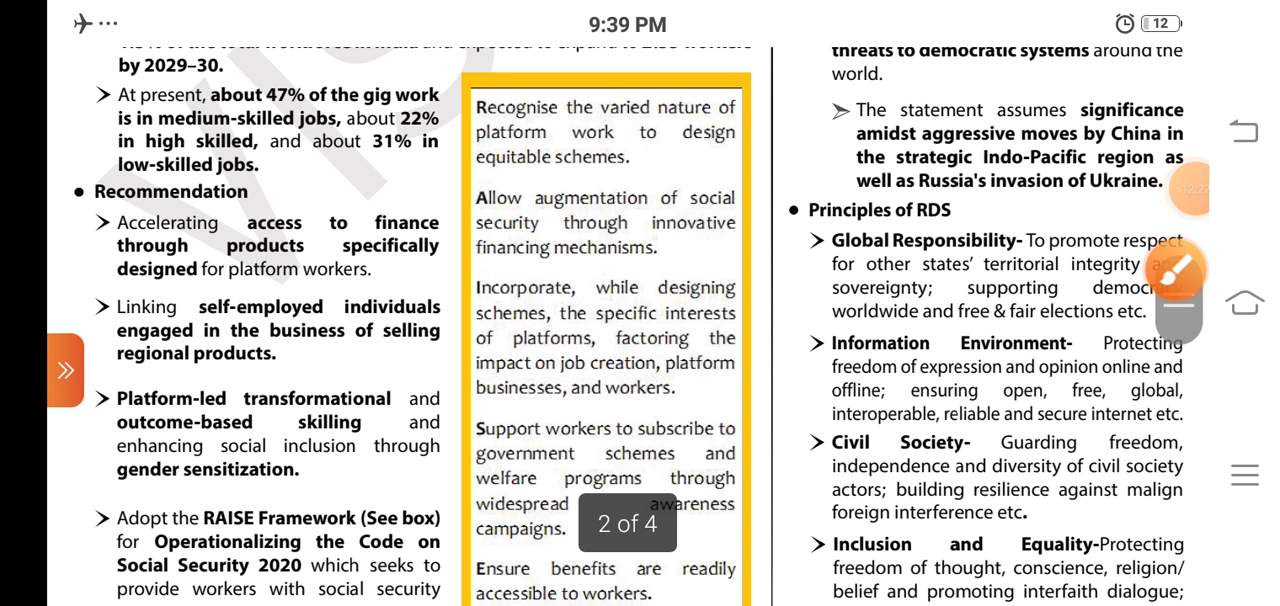 9:39 PM
12
by 2029–30.
➢ At present, about 47% of the gig work
is in medium-skilled jobs, about 22%
in high skilled, and about 31% in
low-skilled jobs.
● Recommendation
➢ Accelerating access to finance
through products specifically
designed for platform workers.
➢ Linking self-employed individuals
engaged in the business of selling
regional products.
➢ Platform-led transformational and
outcome-based skilling and
enhancing social inclusion through
gender sensitization.
➢ Adopt the RAISE Framework (See box)
for Operationalizing the Code on
Social Security 2020 which seeks to
provide workers with social security
Recognise the varied nature of
platform work to design
equitable schemes.
Allow augmentation of social
security through innovative
financing mechanisms.
Incorporate, while designing
schemes, the specific interests
of platforms, factoring the
impact on job creation, platform
businesses, and workers.
Support workers to subscribe to
government schemes and
welfare programs through
widespread awareness
campaigns.
Ensure benefits are readily
accessible to workers.
2 of 4
threats to democratic systems around the
world.
➢ The statement assumes significance
amidst aggressive moves by China in
the strategic Indo-Pacific region as
well as Russia's invasion of Ukraine.
● Principles of RDS
➢ Global Responsibility- To promote respect
for other states’ territorial integrity
sovereignty; supporting
worldwide and free & fair elections etc.
➢ Information Environment- Protecting
freedom of expression and opinion online and
offline; ensuring open, free, global,
interoperable, reliable and secure internet etc.
➢ Civil Society- Guarding freedom,
independence and diversity of civil society
actors; building resilience against malign
foreign interference etc.
➢ Inclusion and Equality-Protecting
freedom of thought, conscience, religion/
belief and promoting interfaith dialogue;
12:22